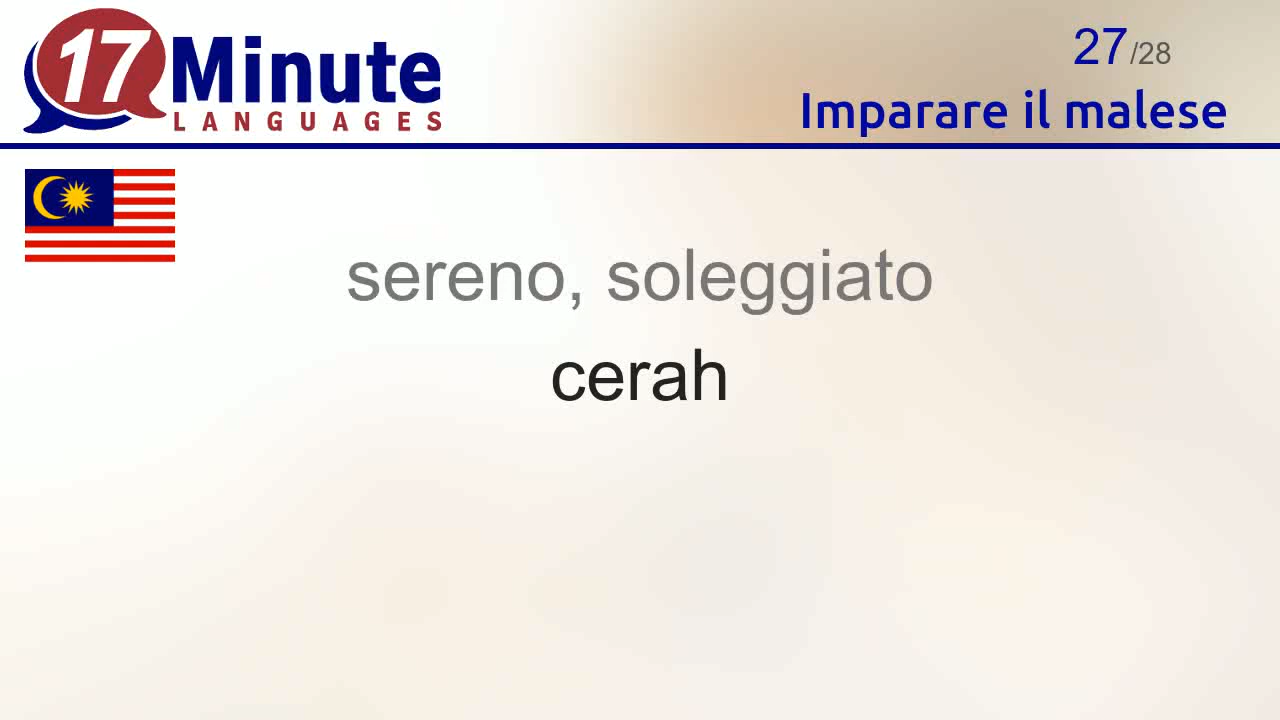 17 Minute
LANGUAGES
27/28
Imparare il malese
sereno, soleggiato
cerah